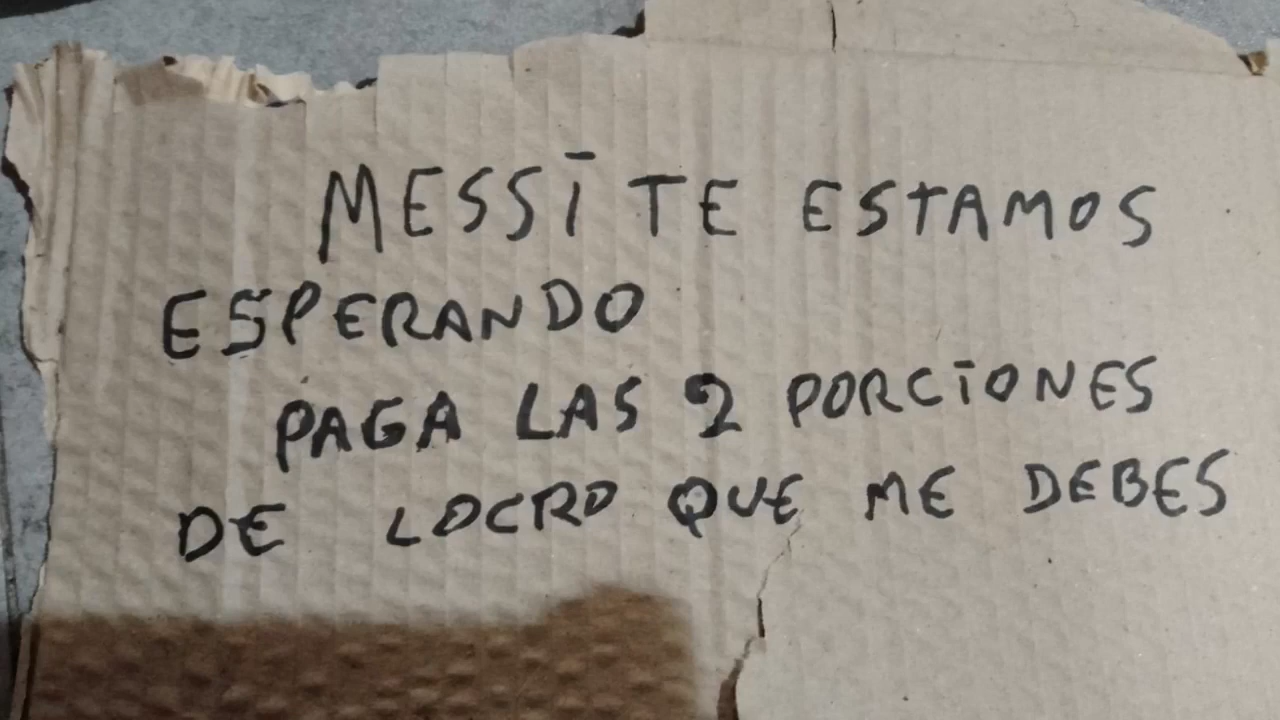 MESSI TE ESTAMOS
ESPERANDO
PAGA LAS 2 PORCIONES
DE LOCRO QUE ME DEBES